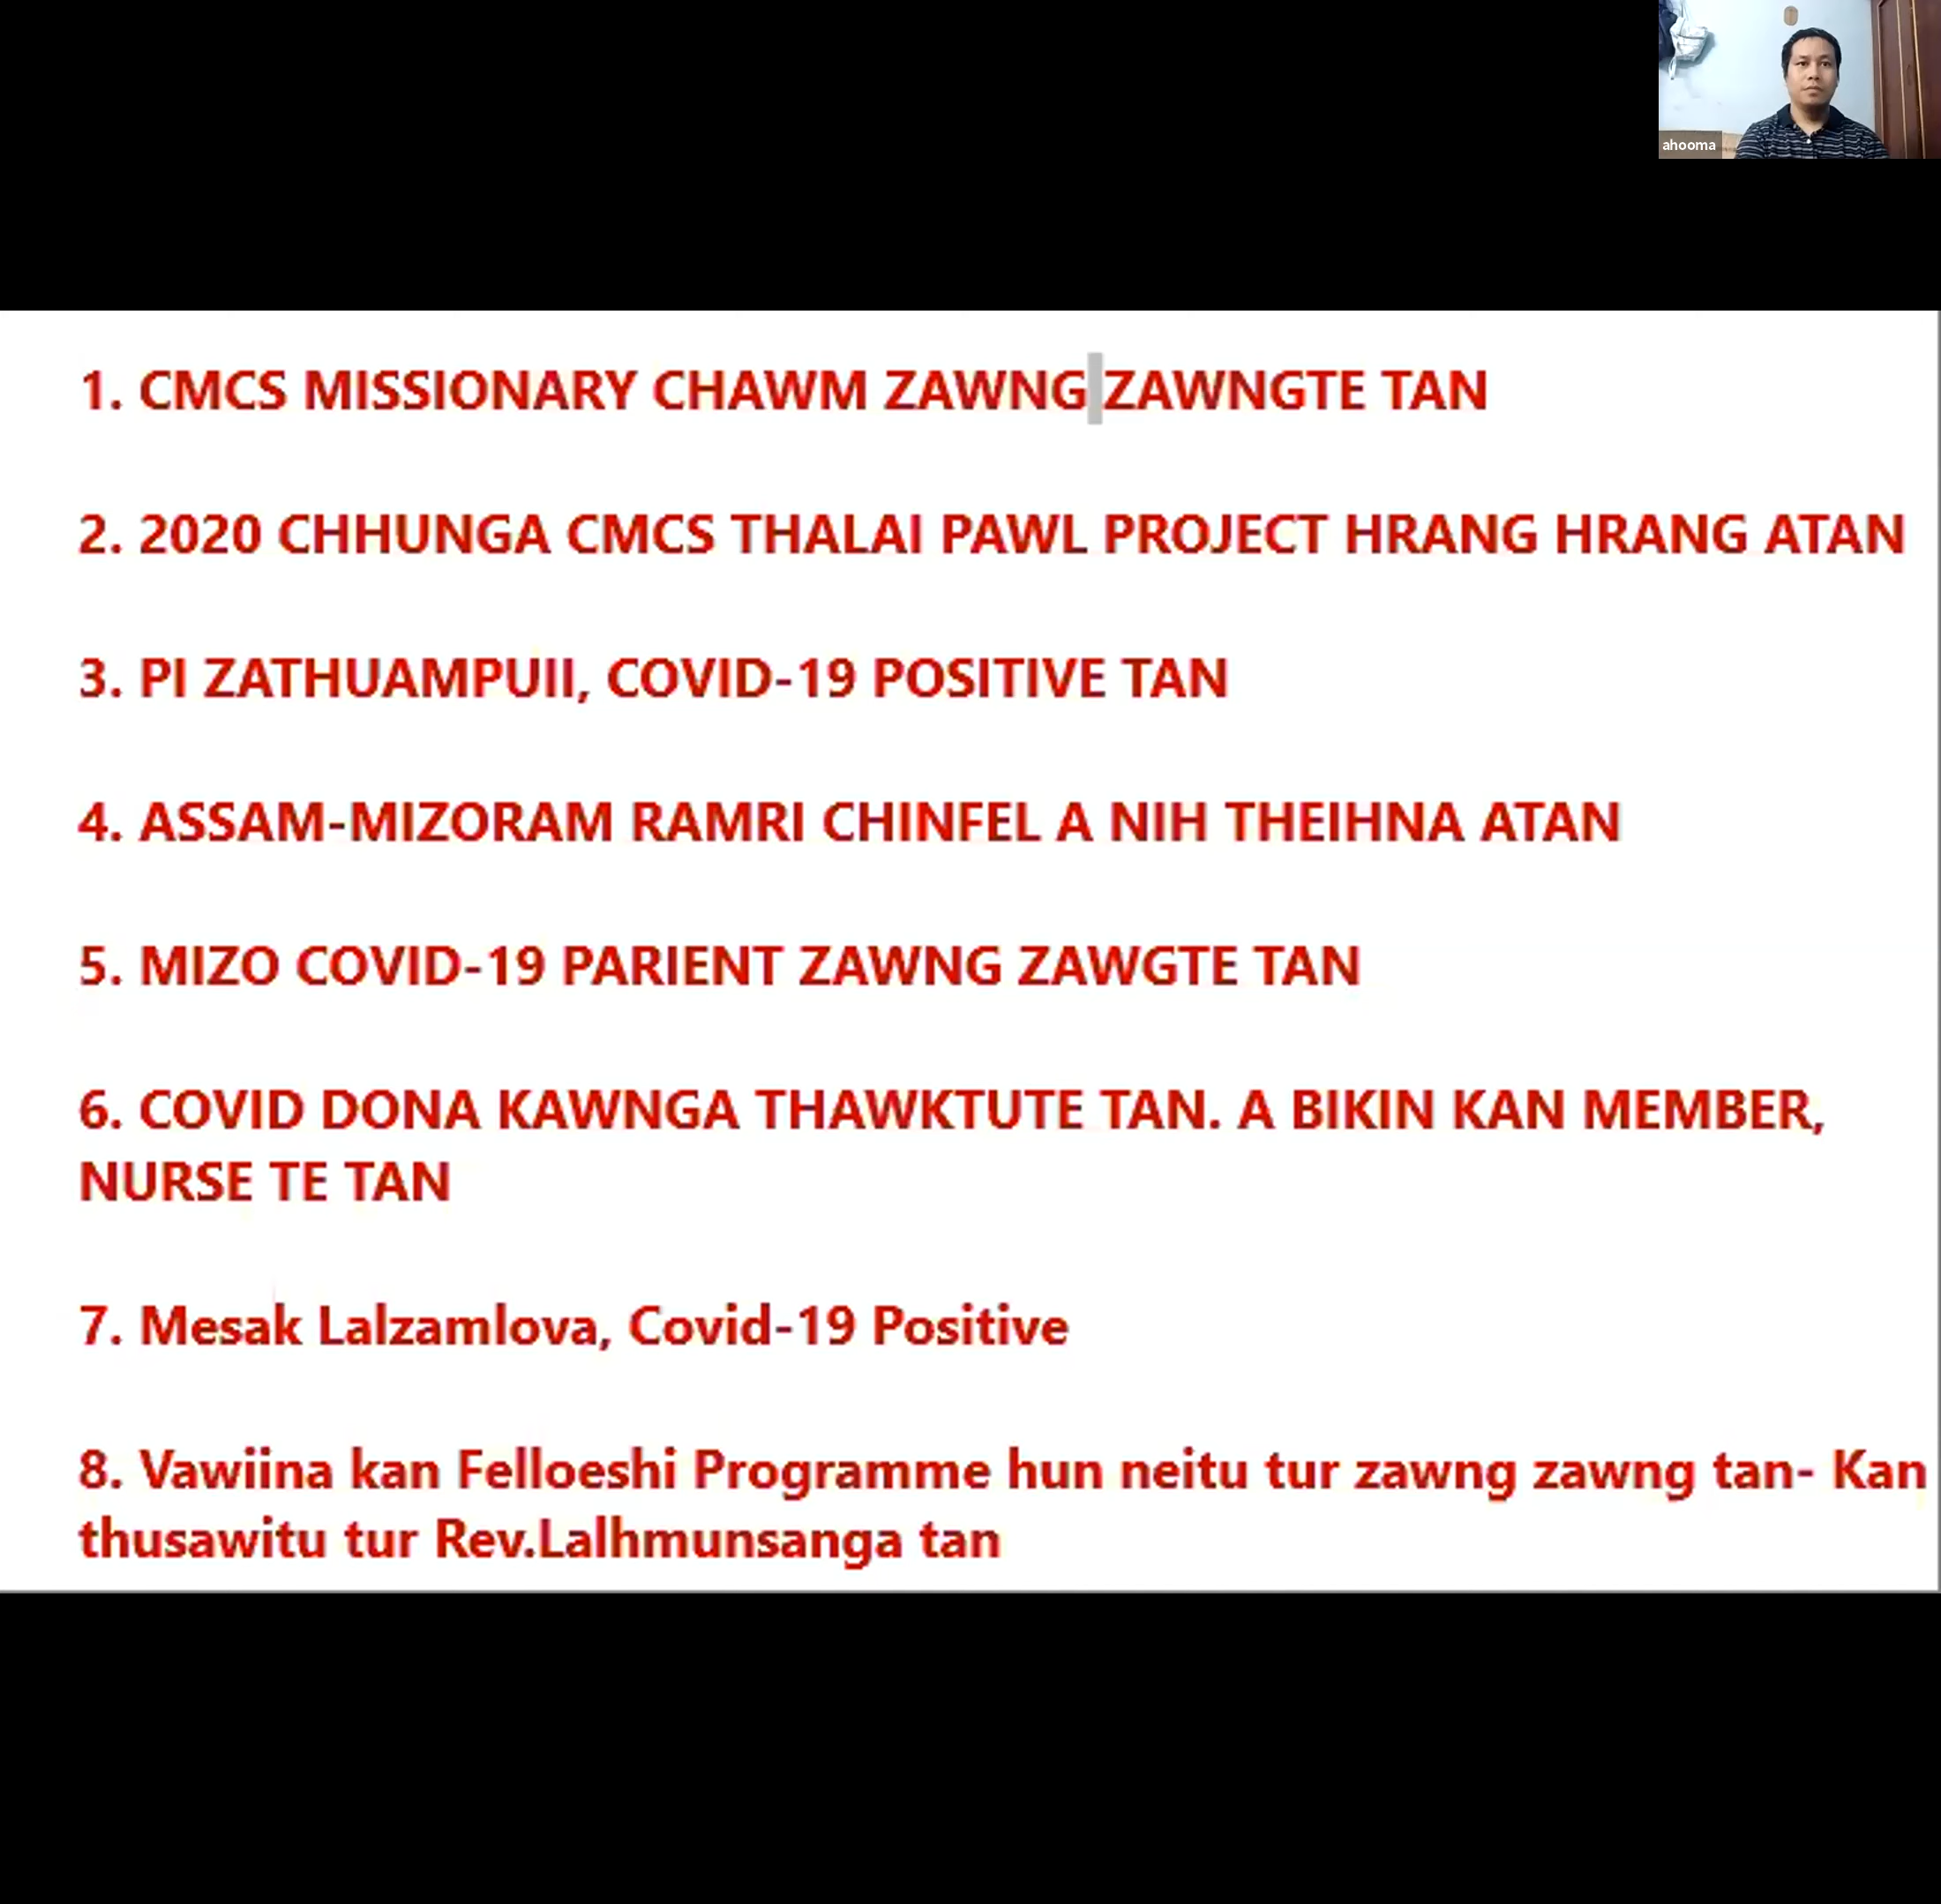 ahooma
1. CMCS MISSIONARY CHAWM ZAWNG ZAWNGTE TAN
2. 2020 CHHUNGA CMCS THALAI PAWL PROJECT HRANG HRANG ATAN
3. PI ZATHUAMPUII, COVID-19 POSITIVE TAN
4. ASSAM-MIZORAM RAMRI CHINFEL A NIH THEIHNA ATAN
5. MIZO COVID-19 PARIENT ZAWNG ZAWGTE TAN
6. COVID DONA KAWNGA THAWKTUTE TAN. A BIKIN KAN MEMBER,
NURSE TE TAN
7. Mesak Lalzamlova, Covid-19 Positive
8. Vawiina kan Felloeshi Programme hun neitu tur zawng zawng tan- Kan
thusawitu tur Rev.Lalhmunsanga tan